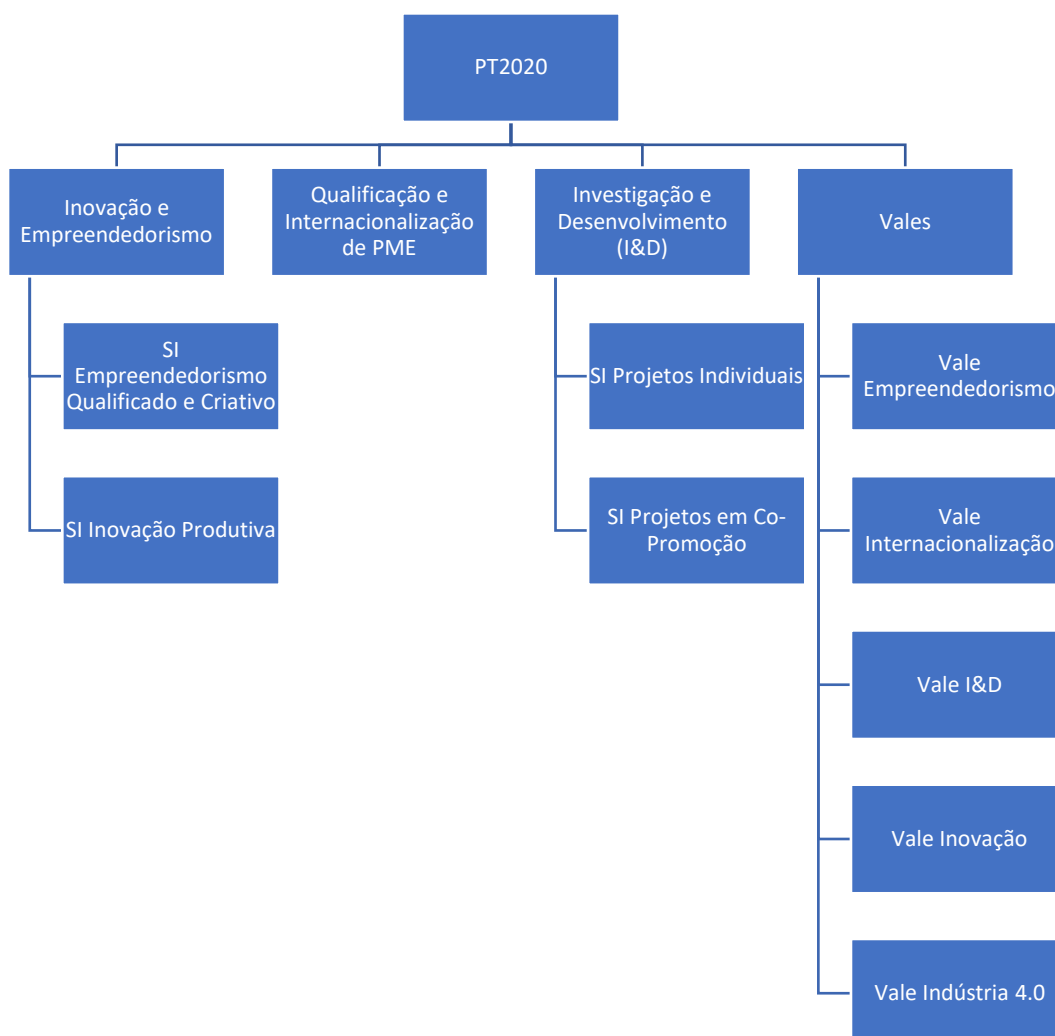 PT2020
Inovação e
Empreendedorismo
Qualificação e
Internacionalização
de PME
Investigação e
Desenvolvimento
(I&D)
Vales
SI
Empreendedorismo
Qualificado e Criativo
SI Inovação Produtiva
SI Projetos Individuais
SI Projetos em Co-
Promoção
Vale
Empreendedorismo
Vale
Internacionalização
Vale I&D
Vale Inovação
Vale Indústria 4.0